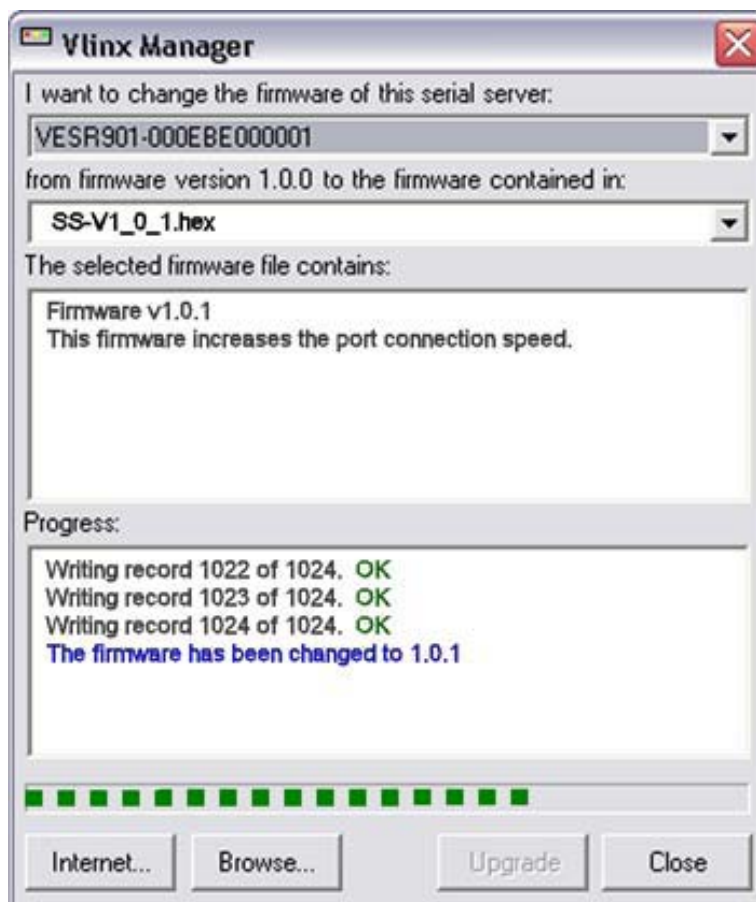 Vlinx Manager
I want to change the firmware of this serial server:
VESR901-000EBE000001
from firmware version 1.0.0 to the firmware contained in:
SS-V1_0_1.hex
The selected firmware file contains:
Firmware v1.0.1
This firmware increases the port connection speed.
Progress:
Writing record 1022 of 1024. OK
Writing record 1023 of 1024. OK
Writing record 1024 of 1024. OK
The firmware has been changed to 1.0.1
Internet... Browse... Upgrade Close